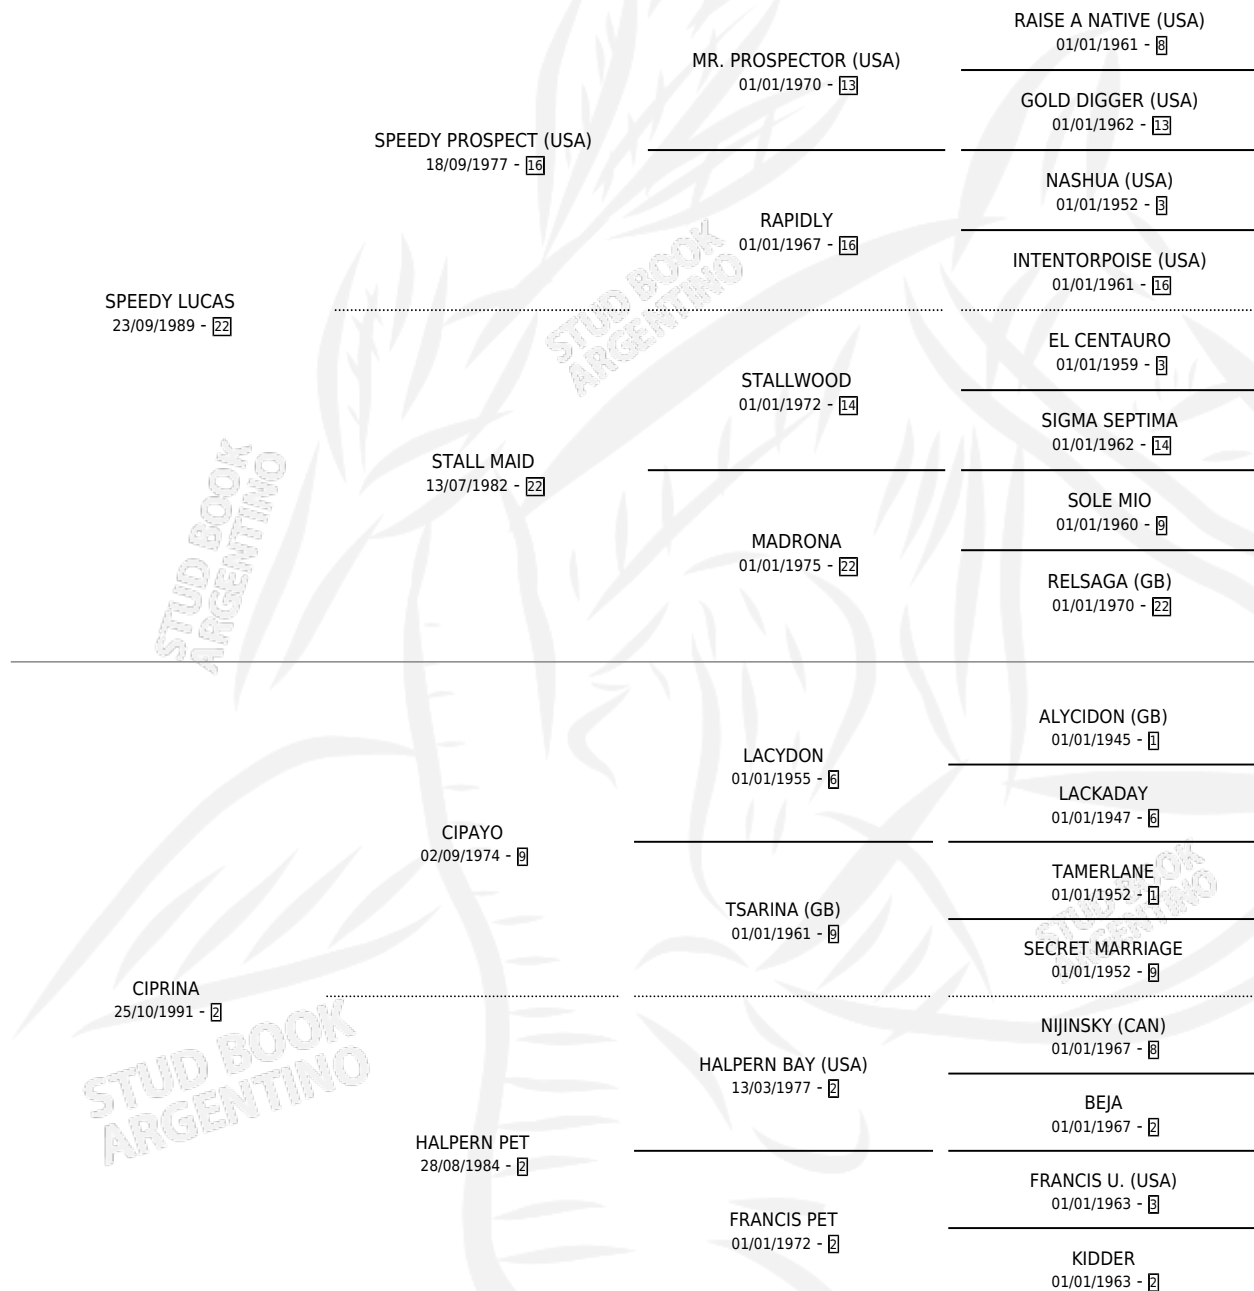 RAISE A NATIVE (USA)
01/01/1961 - 8
MR. PROSPECTOR (USA)
01/01/1970 - 13
GOLD DIGGER (USA)
01/01/1962 - 13
SPEEDY PROSPECT (USA)
18/09/1977 - 16
NASHUA (USA)
01/01/1952 - 3
RAPIDLY
01/01/1967 - 16
INTENTORPOISE (USA)
01/01/1961 - 16
SPEEDY LUCAS
23/09/1989 - 22
EL CENTAURO
01/01/1959 - 3
STALLWOOD
01/01/1972 - 14
SIGMA SEPTIMA
01/01/1962 - 14
STALL MAID
13/07/1982 - 22
SOLE MIO
01/01/1960 - 9
MADRONA
01/01/1975 - 22
RELSAGA (GB)
01/01/1970 - 22
ALYCIDON (GB)
01/01/1945 - 1
LACYDON
01/01/1955 - 6
LACKADAY
01/01/1947 - 6
CIPAYO
02/09/1974 - 9
TAMERLANE
01/01/1952 - 1
TSARINA (GB)
01/01/1961 - 9
SECRET MARRIAGE
01/01/1952 - 9
CIPRINA
25/10/1991 - 2
NIJINSKY (CAN)
01/01/1967 - 8
HALPERN BAY (USA)
13/03/1977 - 2
BEJA
01/01/1967 - 2
HALPERN PET
28/08/1984 - 2
FRANCIS U. (USA)
01/01/1963 - 3
FRANCIS PET
01/01/1972 - 2
KIDDER
01/01/1963 - 2
STUD BOOK
ARGENTINO
STUD BOOK
ARGENTINO
STUD BOOK
ARGENTINO
STUD BOOK
ARGENTINO